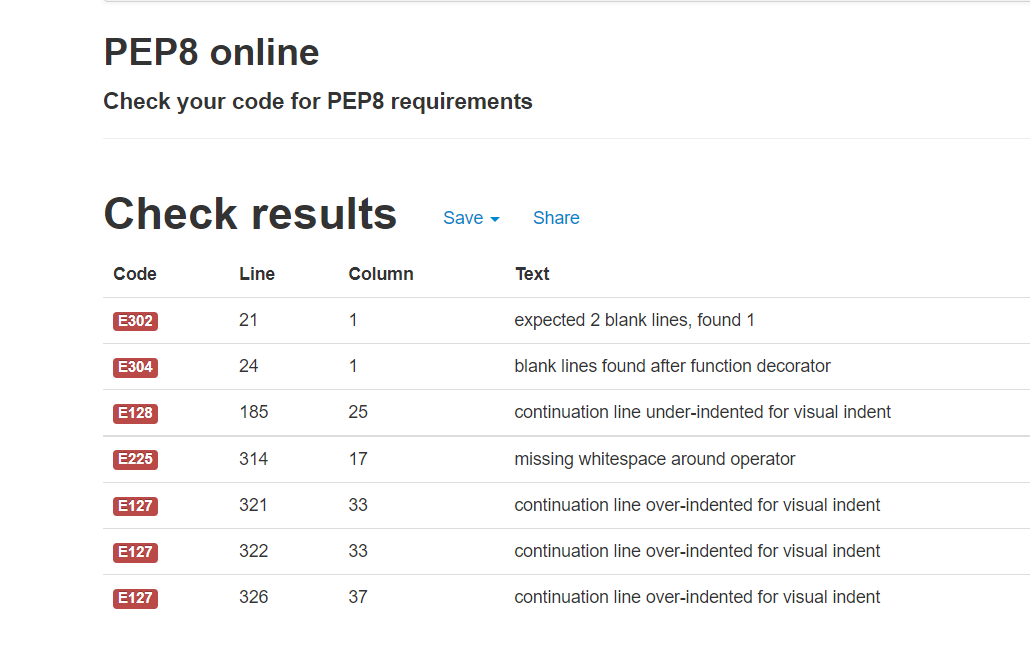 PEP8 online
Check your code for PEP8 requirements
Check results Save Share
Code Line Column Text
E302 21 1 expected 2 blank lines, found 1
E304 24 1 blank lines found after function decorator
E128 185 25 continuation line under-indented for visual indent
E225 314 17 missing whitespace around operator
E127 321 33 continuation line over-indented for visual indent
E127 322 33 continuation line over-indented for visual indent
E127 326 37 continuation line over-indented for visual indent